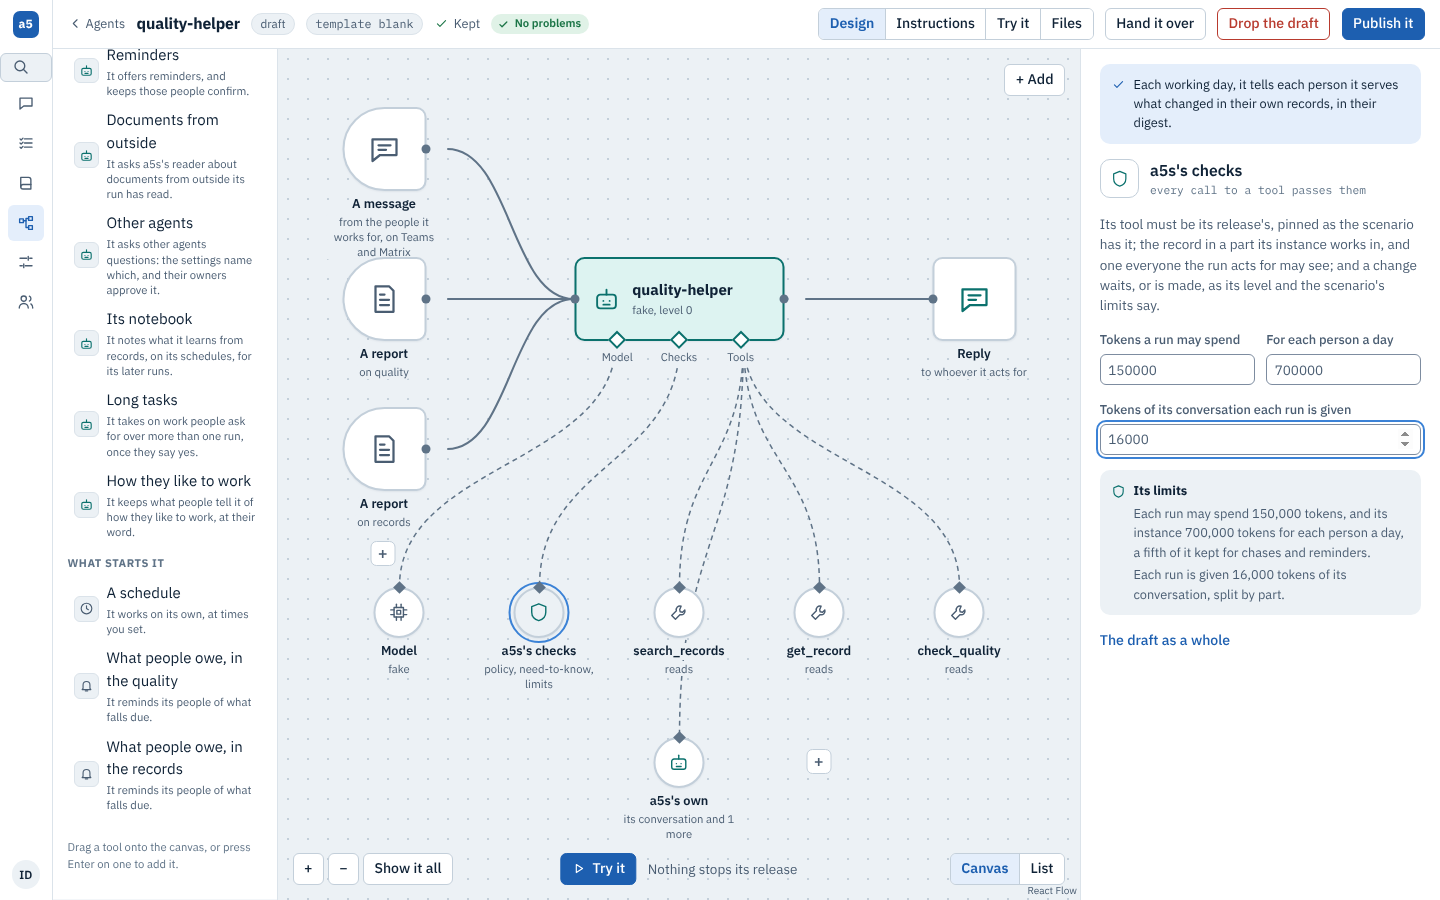 a5
Agents
quality-helper
draft
template blank
Kept
No problems
Design
Instructions
Try it
Files
Hand it over
Drop the draft
Publish it
Reminders
It offers reminders, and
keeps those people confirm.
Documents from
outside
It asks a5s's reader about
documents from outside its
run has read.
Other agents
It asks other agents
questions: the settings name
which, and their owners
approve it.
Its notebook
It notes what it learns from
records, on its schedules, for
its later runs.
Long tasks
It takes on work people ask
for over more than one run,
once they say yes.
How they like to work
It keeps what people tell it of
how they like to work, at their
word.
WHAT STARTS IT
A schedule
It works on its own, at times
you set.
What people owe, in
the quality
It reminds its people of what
falls due.
What people owe, in
the records
It reminds its people of what
falls due.
Drag a tool onto the canvas, or press
Enter on one to add it.
ID
+ Add
A message
from the people it
works for, on Teams
and Matrix
A report
on quality
A report
on records
+
quality-helper
fake, level 0
Model
Checks
Tools
Reply
to whoever it acts for
Model
fake
a5s's checks
policy, need-to-know,
limits
search_records
reads
get_record
reads
check_quality
reads
a5s's own
its conversation and 1
more
+
+
−
Show it all
Try it
Nothing stops its release
Canvas
List
React Flow
Each working day, it tells each person it serves
what changed in their own records, in their
digest.
a5s's checks
every call to a tool passes them
Its tool must be its release's, pinned as the scenario
has it; the record in a part its instance works in, and
one everyone the run acts for may see; and a change
waits, or is made, as its level and the scenario's
limits say.
Tokens a run may spend
For each person a day
150000
700000
Tokens of its conversation each run is given
16000
Its limits
Each run may spend 150,000 tokens, and its
instance 700,000 tokens for each person a day,
a fifth of it kept for chases and reminders.
Each run is given 16,000 tokens of its
conversation, split by part.
The draft as a whole